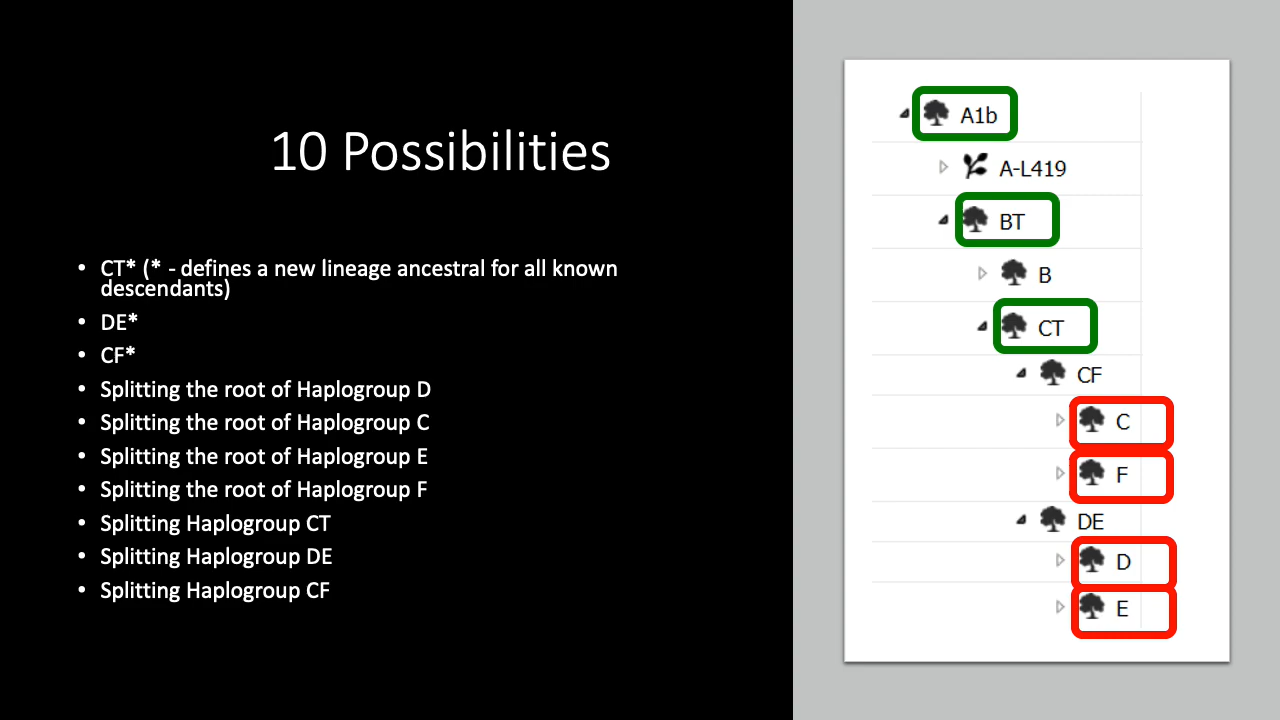 10 Possibilities
• CT* (* - defines a new lineage ancestral for all known
descendants)
• DE*
• CF*
• Splitting the root of Haplogroup D
• Splitting the root of Haplogroup C
• Splitting the root of Haplogroup E
• Splitting the root of Haplogroup F
• Splitting Haplogroup CT
• Splitting Haplogroup DE
• Splitting Haplogroup CF
A1b
A-L419
BT
B
CT
CF
C
F
DE
D
E